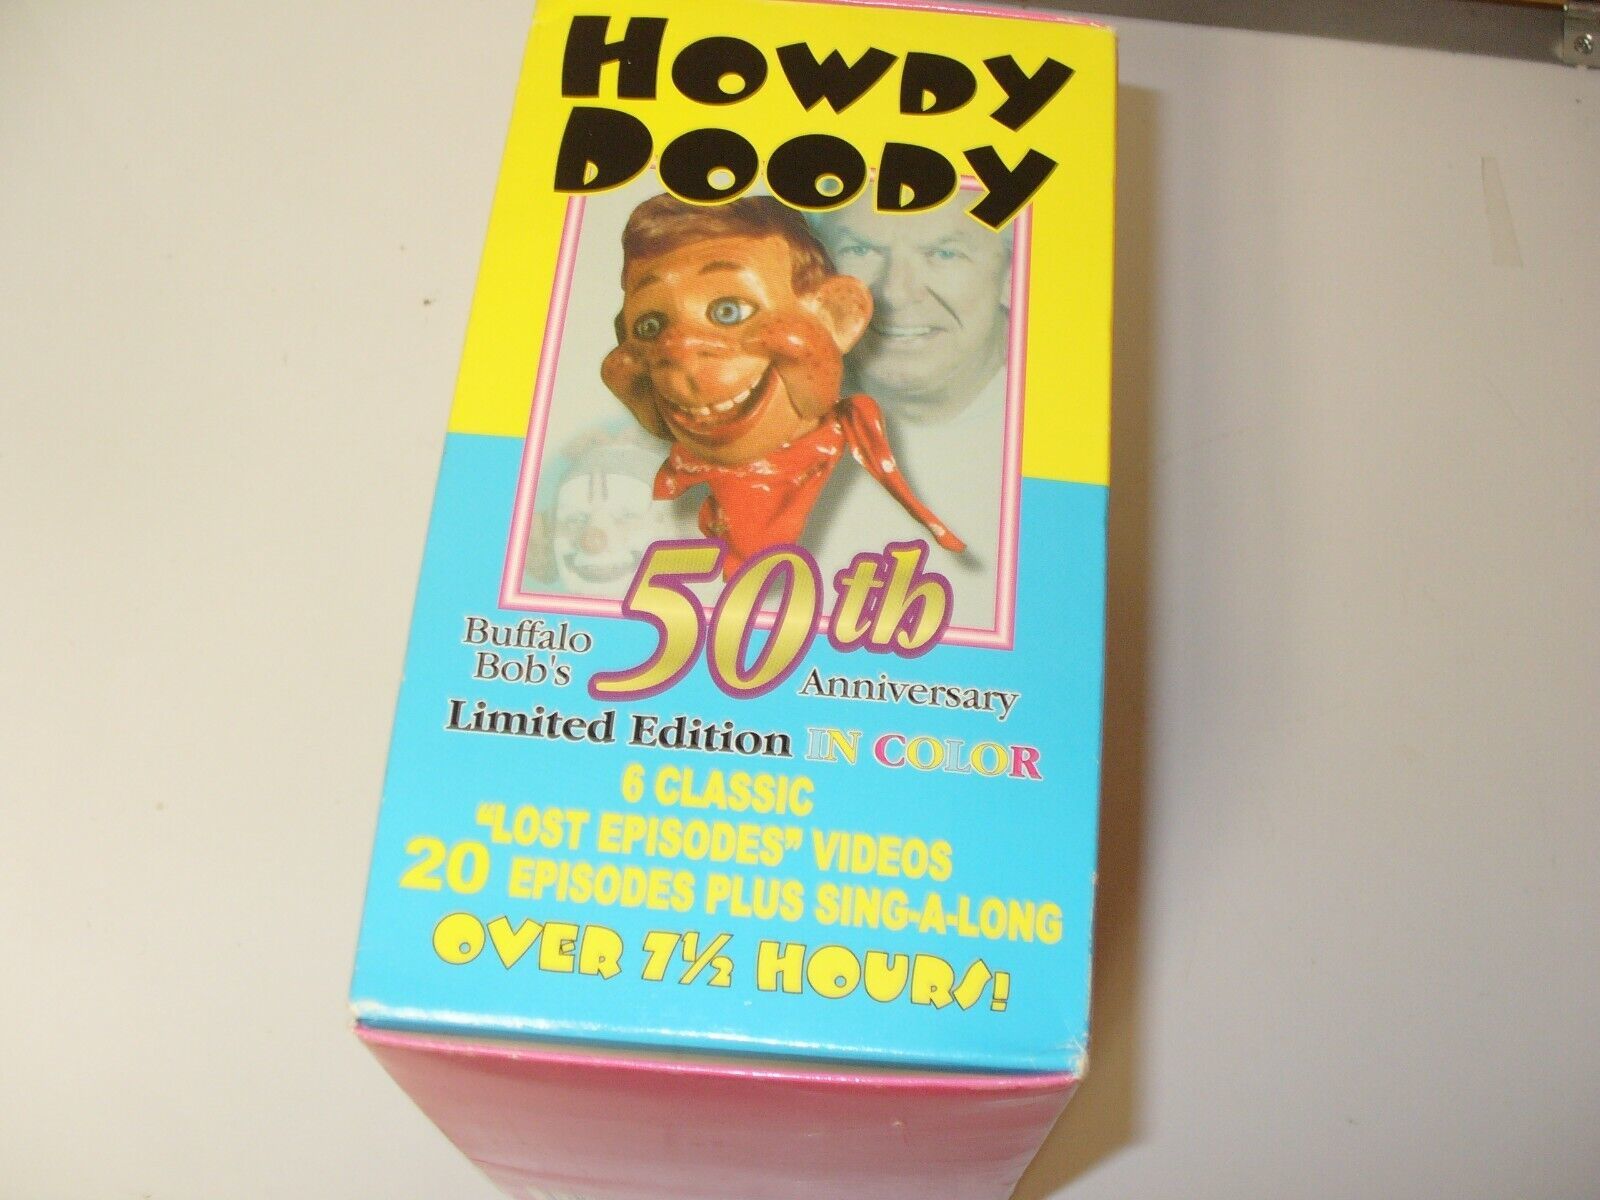 HOWDY
DOODY
50th
Buffalo
Bob's
Anniversary
Limited Edition IN COLOR
6 CLASSIC
"LOST EPISODES" VIDEOS
20 EPISODES PLUS SING-A-LONG
OVER 7½ HOURS!